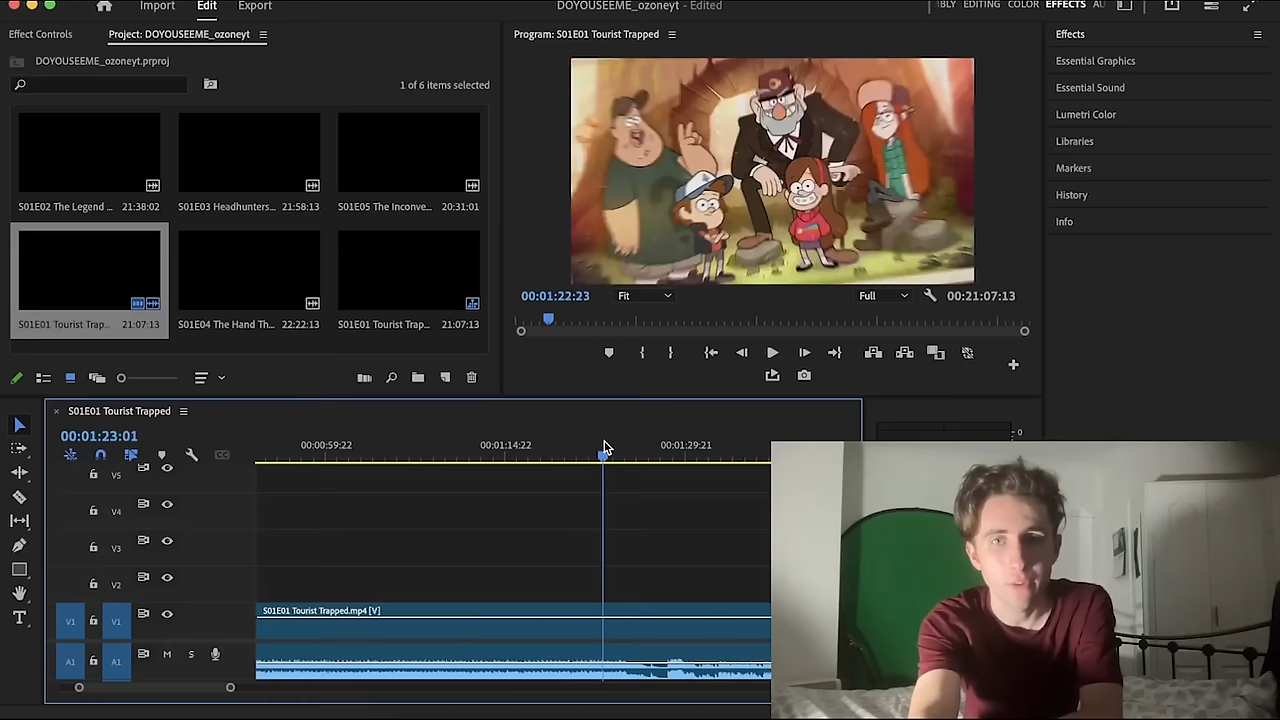 Import Edit Export
DOYOUSEEME_ozoneyt - Edited
BLY EDITING COLOR EFFECTS AU
Effect Controls
Project: DOYOUSEEME_ozoneyt
DOYOUSEEME_ozoneyt.prproj
1 of 6 items selected
S01E02 The Legend ... 21:38:02
S01E03 Headhunters... 21:58:13
S01E05 The Inconve... 20:31:01
S01E01 Tourist Trap... 21:07:13
S01E04 The Hand Th... 22:22:13
S01E01 Tourist Trap... 21:07:13
Program: S01E01 Tourist Trapped
00:01:22:23
Fit
Full
00:21:07:13
Effects
Essential Graphics
Essential Sound
Lumetri Color
Libraries
Markers
History
Info
× S01E01 Tourist Trapped
00:01:23:01
00:00:59:22
00:01:14:22
00:01:29:21
CC
V5
V4
V3
V2
S01E01 Tourist Trapped.mp4 [V]
V1 V1
A1 A1 M S
T
0